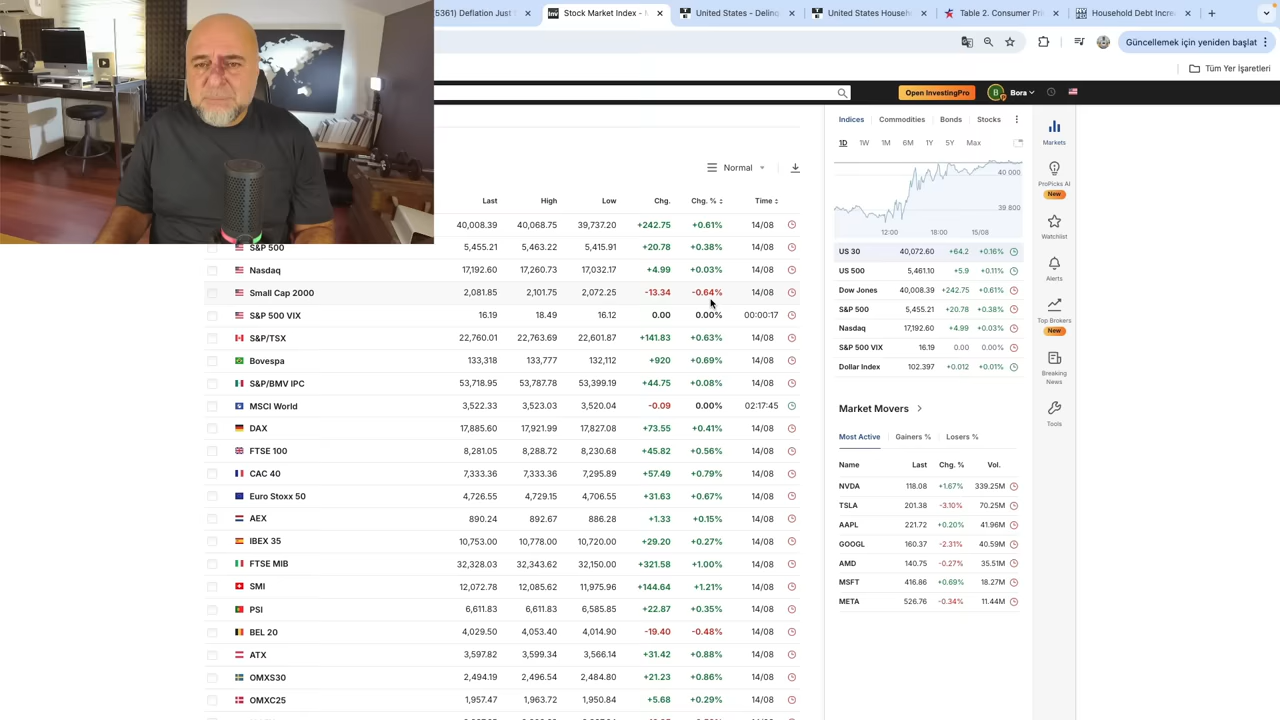 5361) Deflation Just
Stock Market Index -
United States - Delinq
United States Househ
Table 2. Consumer Pri
Household Debt Incre
Güncellemek için yeniden başlat
Tüm Yer İşaretleri
Open InvestingPro
B
Bora
Normal
Last High Low Chg. Chg. % Time
40,008.39 40,068.75 39,737.20 +242.75 +0.61% 14/08
S&P 500 5,455.21 5,463.22 5,415.91 +20.78 +0.38% 14/08
Nasdaq 17,192.60 17,260.73 17,032.17 +4.99 +0.03% 14/08
Small Cap 2000 2,101.75 2,072.25 -13.34 -0.64% 14/08
S&P 500 VIX 16.19 18.49 16.12 0.00 0.00% 00:00:17
S&P/TSX 22,760.01 22,763.69 22,601.87 +141.83 +0.63% 14/08
Bovespa 133,318 133,777 132,112 +920 +0.69% 14/08
S&P/BMV IPC 53,718.95 53,787.78 53,399.19 +44.75 +0.08% 14/08
MSCI World 3,522.33 3,523.03 3,520.04 -0.09 0.00% 02:17:45
DAX 17,885.60 17,921.99 17,827.08 +73.55 +0.41% 14/08
FTSE 100 8,281.05 8,288.72 8,230.68 +45.82 +0.56% 14/08
CAC 40 7,333.36 7,333.36 7,295.89 +57.49 +0.79% 14/08
Euro Stoxx 50 4,726.55 4,729.15 4,706.55 +31.63 +0.67% 14/08
AEX 890.24 892.67 886.28 +1.33 +0.15% 14/08
IBEX 35 10,753.00 10,778.00 10,720.00 +29.20 +0.27% 14/08
FTSE MIB 32,323.03 32,343.62 32,150.00 +321.58 +1.00% 14/08
SMI 12,072.78 12,085.62 11,975.96 +144.64 +1.21% 14/08
PSI 6,611.83 6,611.83 6,585.85 +22.87 +0.35% 14/08
BEL 20 4,029.50 4,053.40 4,014.90 -19.40 -0.48% 14/08
ATX 3,597.82 3,599.34 3,566.14 +31.42 +0.88% 14/08
OMXS30 2,496.54 2,484.80 +21.23 +0.86% 14/08
OMXC25 1,963.72 1,950.84 +5.68 +0.29% 14/08
Indices Commodities Bonds Stocks
1D 1W 1M 6M 1Y 5Y Max
40 000
39 800
12:00 18:00 15/08
US 30 40,072.60 +64.2 +0.16%
US 500 5,461.10 +5.9 +0.11%
Dow Jones 40,008.39 +242.75 +0.61%
S&P 500 5,455.21 +20.78 +0.38%
Nasdaq 17,192.60 +4.99 +0.03%
S&P 500 VIX 16.19 0.00 0.00%
Dollar Index 102.397 +0.012 +0.01%
Market Movers
Most Active Gainers % Losers %
Name Last Chg. % Vol.
NVDA 118.08 +1.67% 339.25M
TSLA 201.38 -3.10% 70.25M
AAPL 221.72 +0.20% 41.96M
GOOGL 160.37 -2.31% 40.59M
AMD 140.75 -0.27% 35.51M
MSFT 416.86 +0.69% 18.27M
META 526.76 -0.34% 11.44M
Markets
ProPicks AI
New
Watchlist
Alerts
Top Brokers
New
Breaking
News
Tools